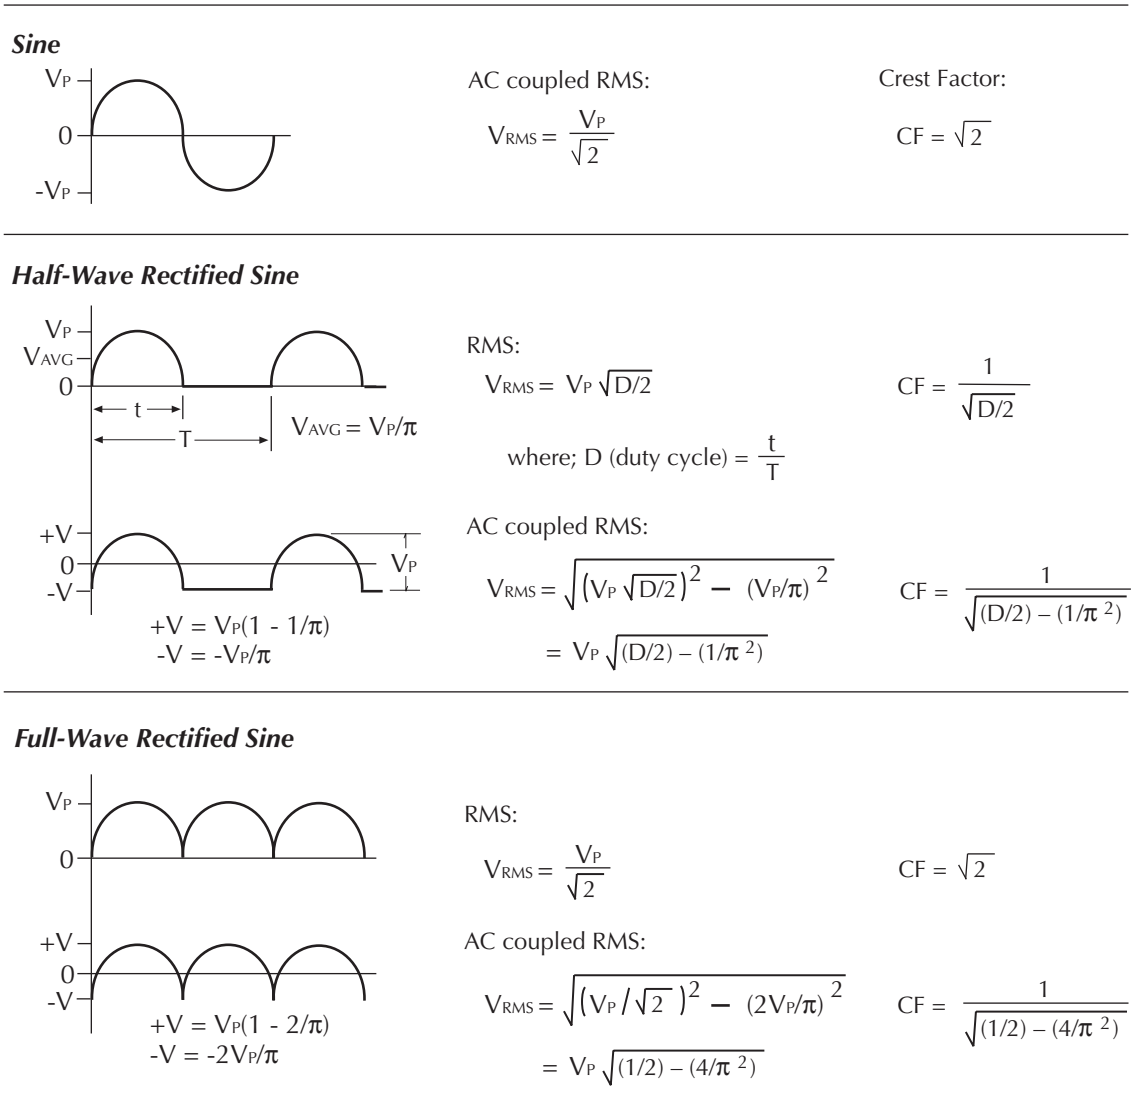 Sine
VP
0
-VP
AC coupled RMS:
VRMS = VP / √2
Crest Factor:
CF = √2
Half-Wave Rectified Sine
VP
VAVG
0
t
T
VAVG = VP/π
RMS:
VRMS = VP √D/2
CF = 1 / √D/2
where; D (duty cycle) = t / T
+V
0
-V
VP
+V = VP(1 - 1/π)
-V = -VP/π
AC coupled RMS:
VRMS = √(VP √D/2)² – (VP/π)²
CF = 1 / √(D/2) – (1/π²)
= VP √(D/2) – (1/π²)
Full-Wave Rectified Sine
VP
0
RMS:
VRMS = VP / √2
CF = √2
+V
0
-V
+V = VP(1 - 2/π)
-V = -2VP/π
AC coupled RMS:
VRMS = √(VP/√2)² – (2VP/π)²
CF = 1 / √(1/2) – (4/π²)
= VP √(1/2) – (4/π²)